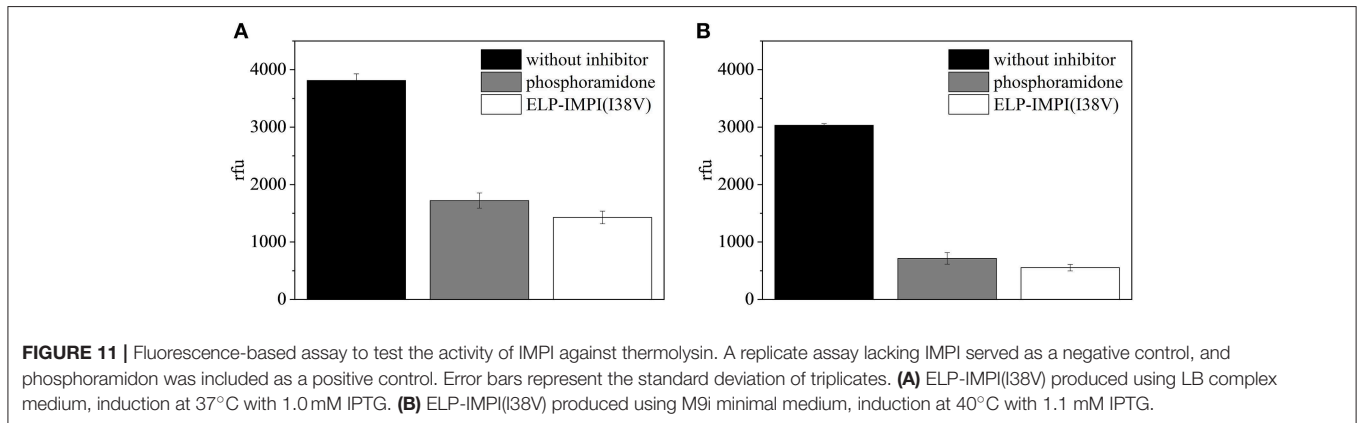 A
4000
3000
2000
1000
0
rfu
without inhibitor
phosphoramidone
ELP-IMPI(I38V)
B
4000
3000
2000
1000
0
rfu
without inhibitor
phosphoramidone
ELP-IMPI(I38V)
FIGURE 11 | Fluorescence-based assay to test the activity of IMPI against thermolysin. A replicate assay lacking IMPI served as a negative control, and
phosphoramidon was included as a positive control. Error bars represent the standard deviation of triplicates. (A) ELP-IMPI(I38V) produced using LB complex
medium, induction at 37°C with 1.0 mM IPTG. (B) ELP-IMPI(I38V) produced using M9i minimal medium, induction at 40°C with 1.1 mM IPTG.